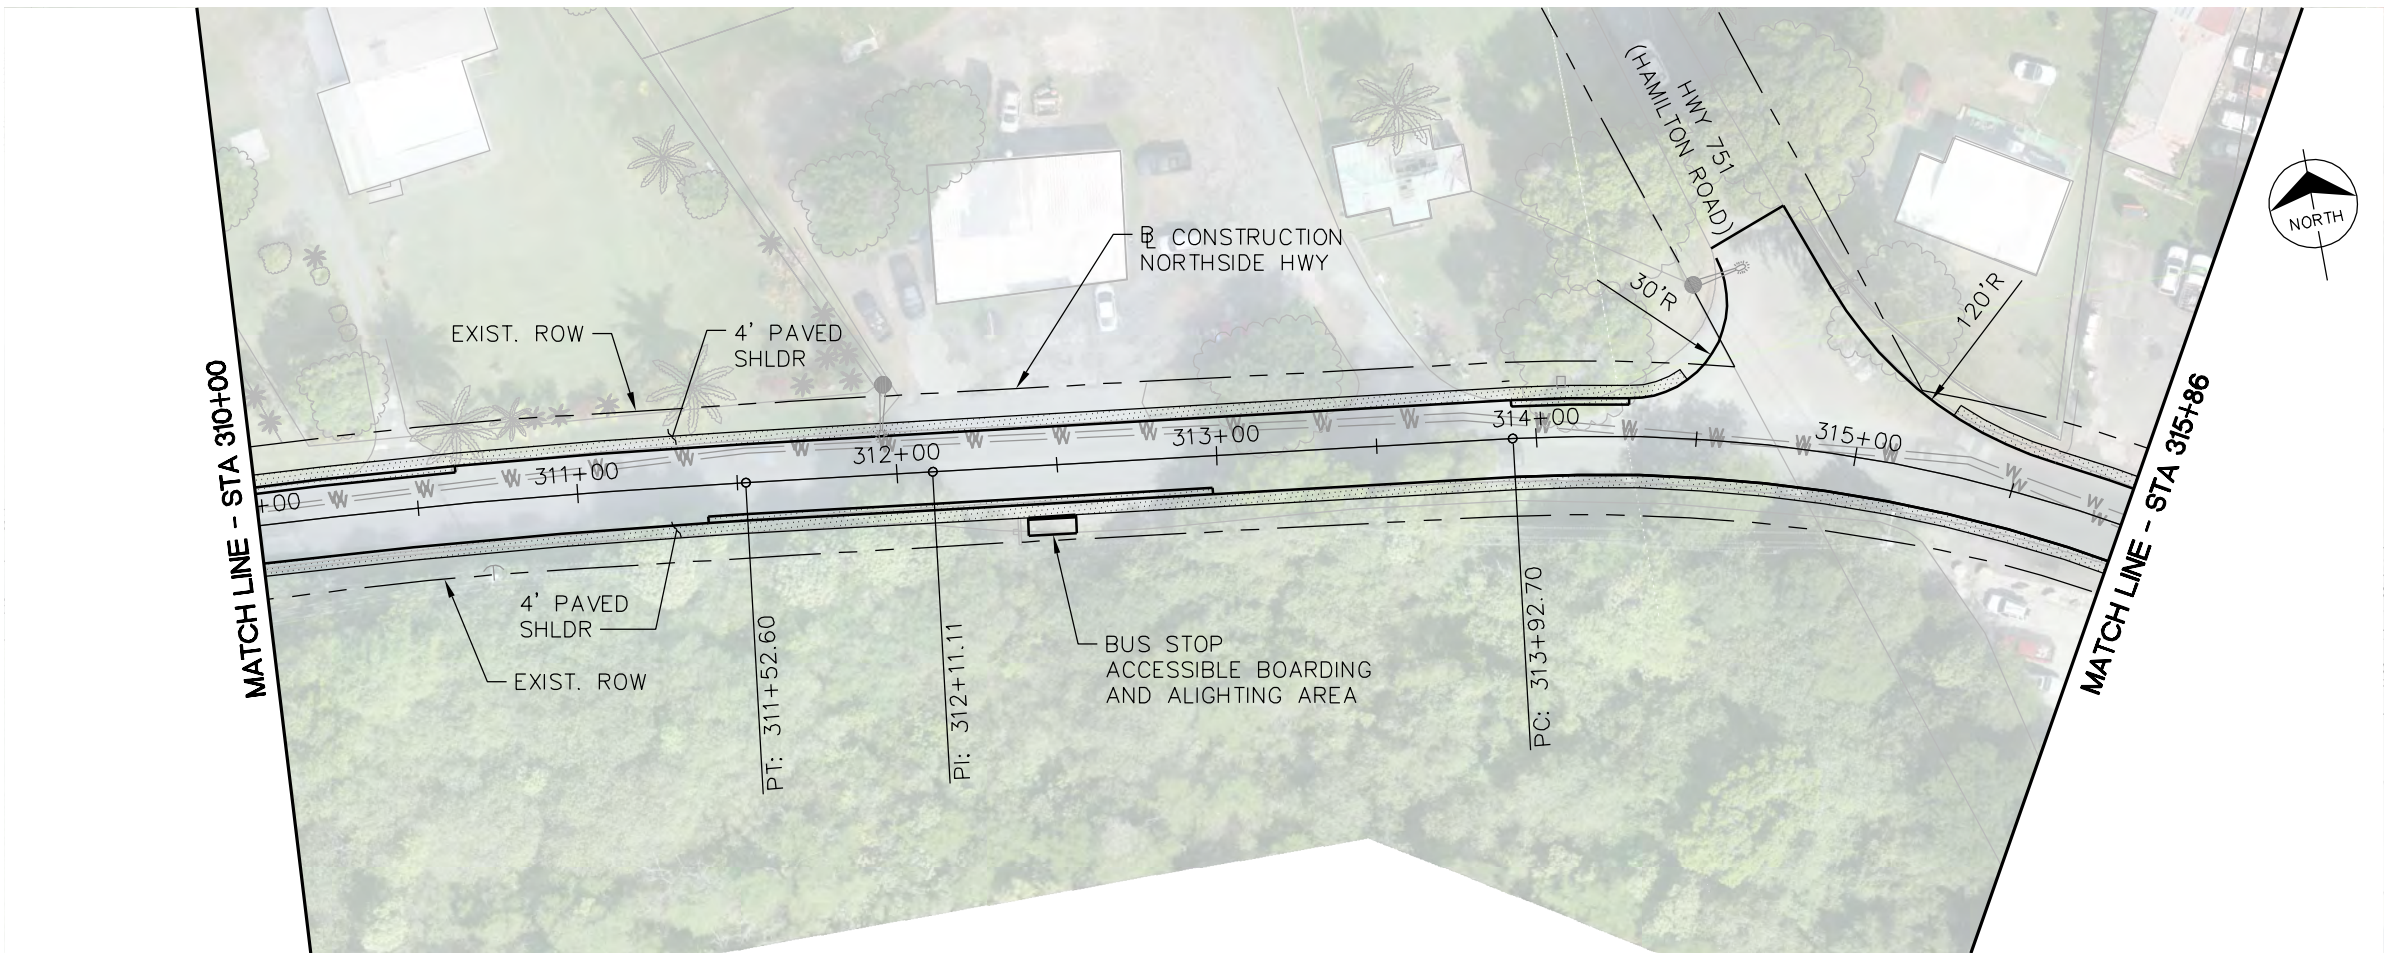 HWY 751
(HAMILTON ROAD)
NORTH
BL CONSTRUCTION
NORTHSIDE HWY
30'R
120'R
EXIST. ROW
4' PAVED
SHLDR
MATCH LINE - STA 310+00
MATCH LINE - STA 315+86
+00
311+00
312+00
313+00
314+00
315+00
W W W W W W W W W W W W W W W W W W W W W W W
4' PAVED
SHLDR
EXIST. ROW
PT: 311+52.60
PI: 312+11.11
BUS STOP
ACCESSIBLE BOARDING
AND ALIGHTING AREA
PC: 313+92.70